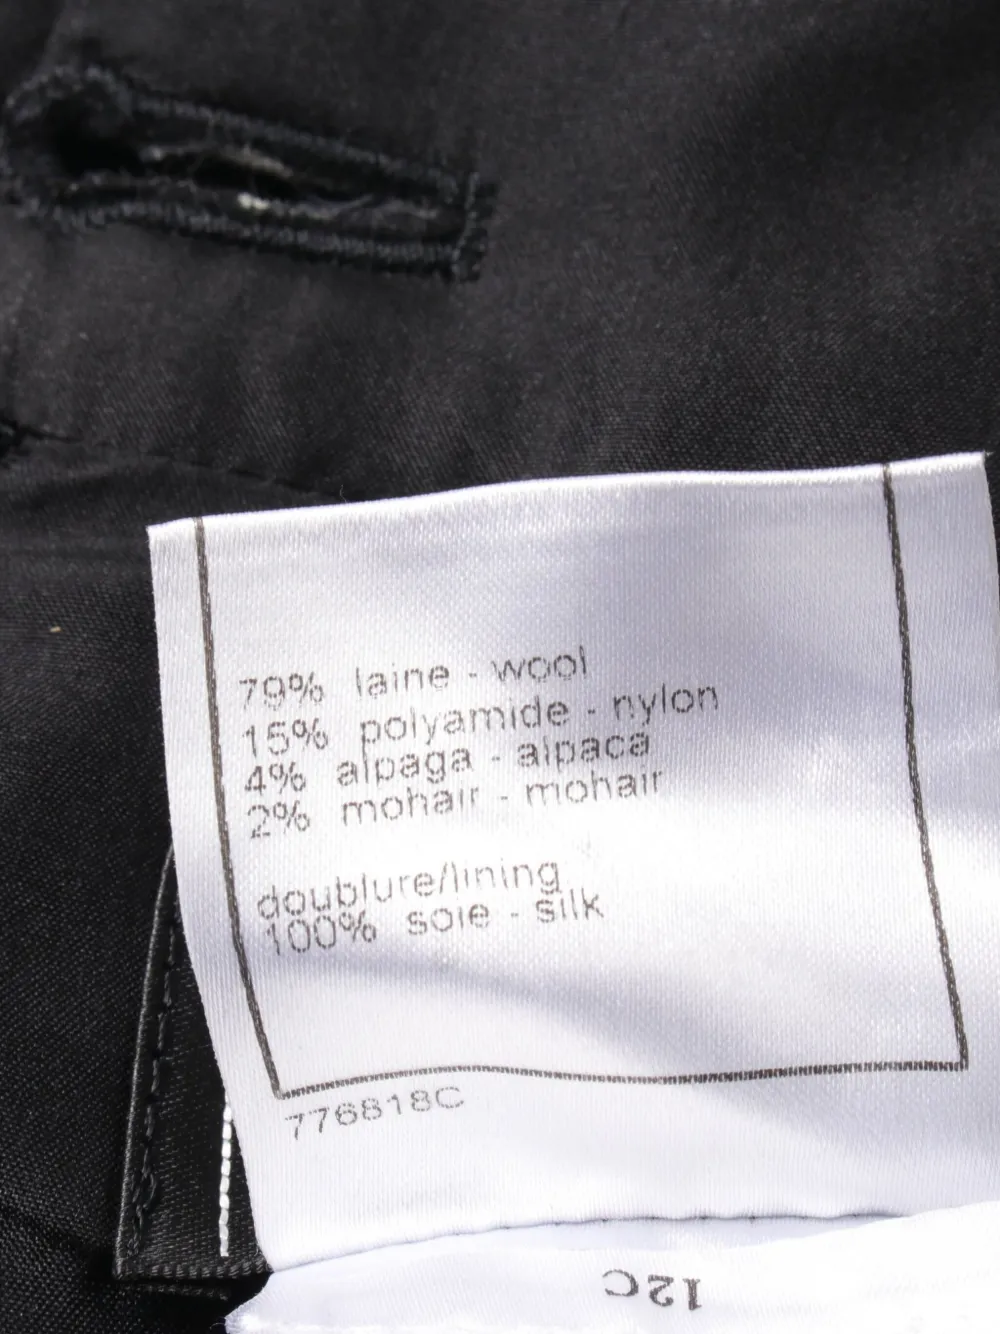 79% laine - wool
15% polyamide - nylon
4% alpaga - alpaca
2% mohair - mohair
doublure/lining
100% soie - silk
776818C
12C